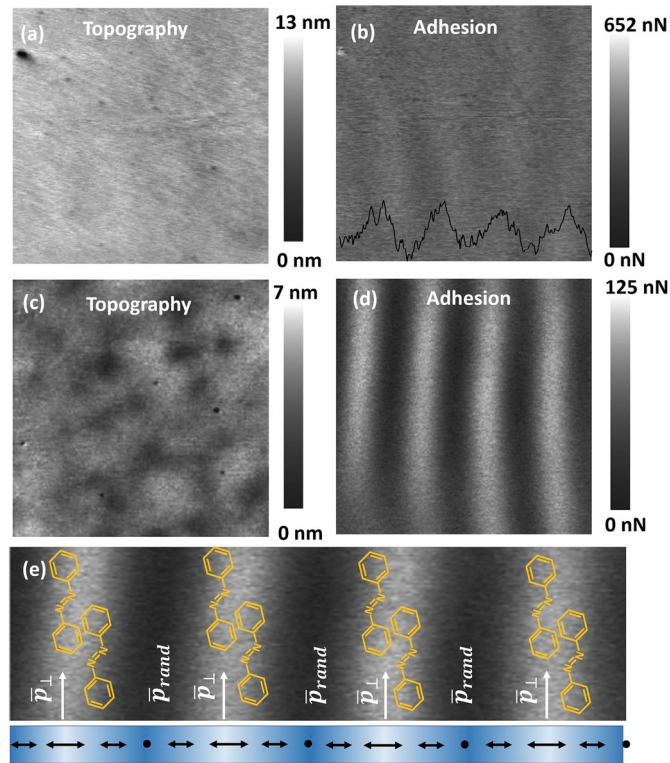 (a) Topography 13 nm
0 nm
(b) Adhesion 652 nN
0 nN
(c) Topography 7 nm
0 nm
(d) Adhesion 125 nN
0 nN
(e)
N=N N=N N=N N=N
N=N N=N N=N N=N
p̅⊤ p̅rand p̅⊤ p̅rand p̅⊤ p̅rand p̅⊤